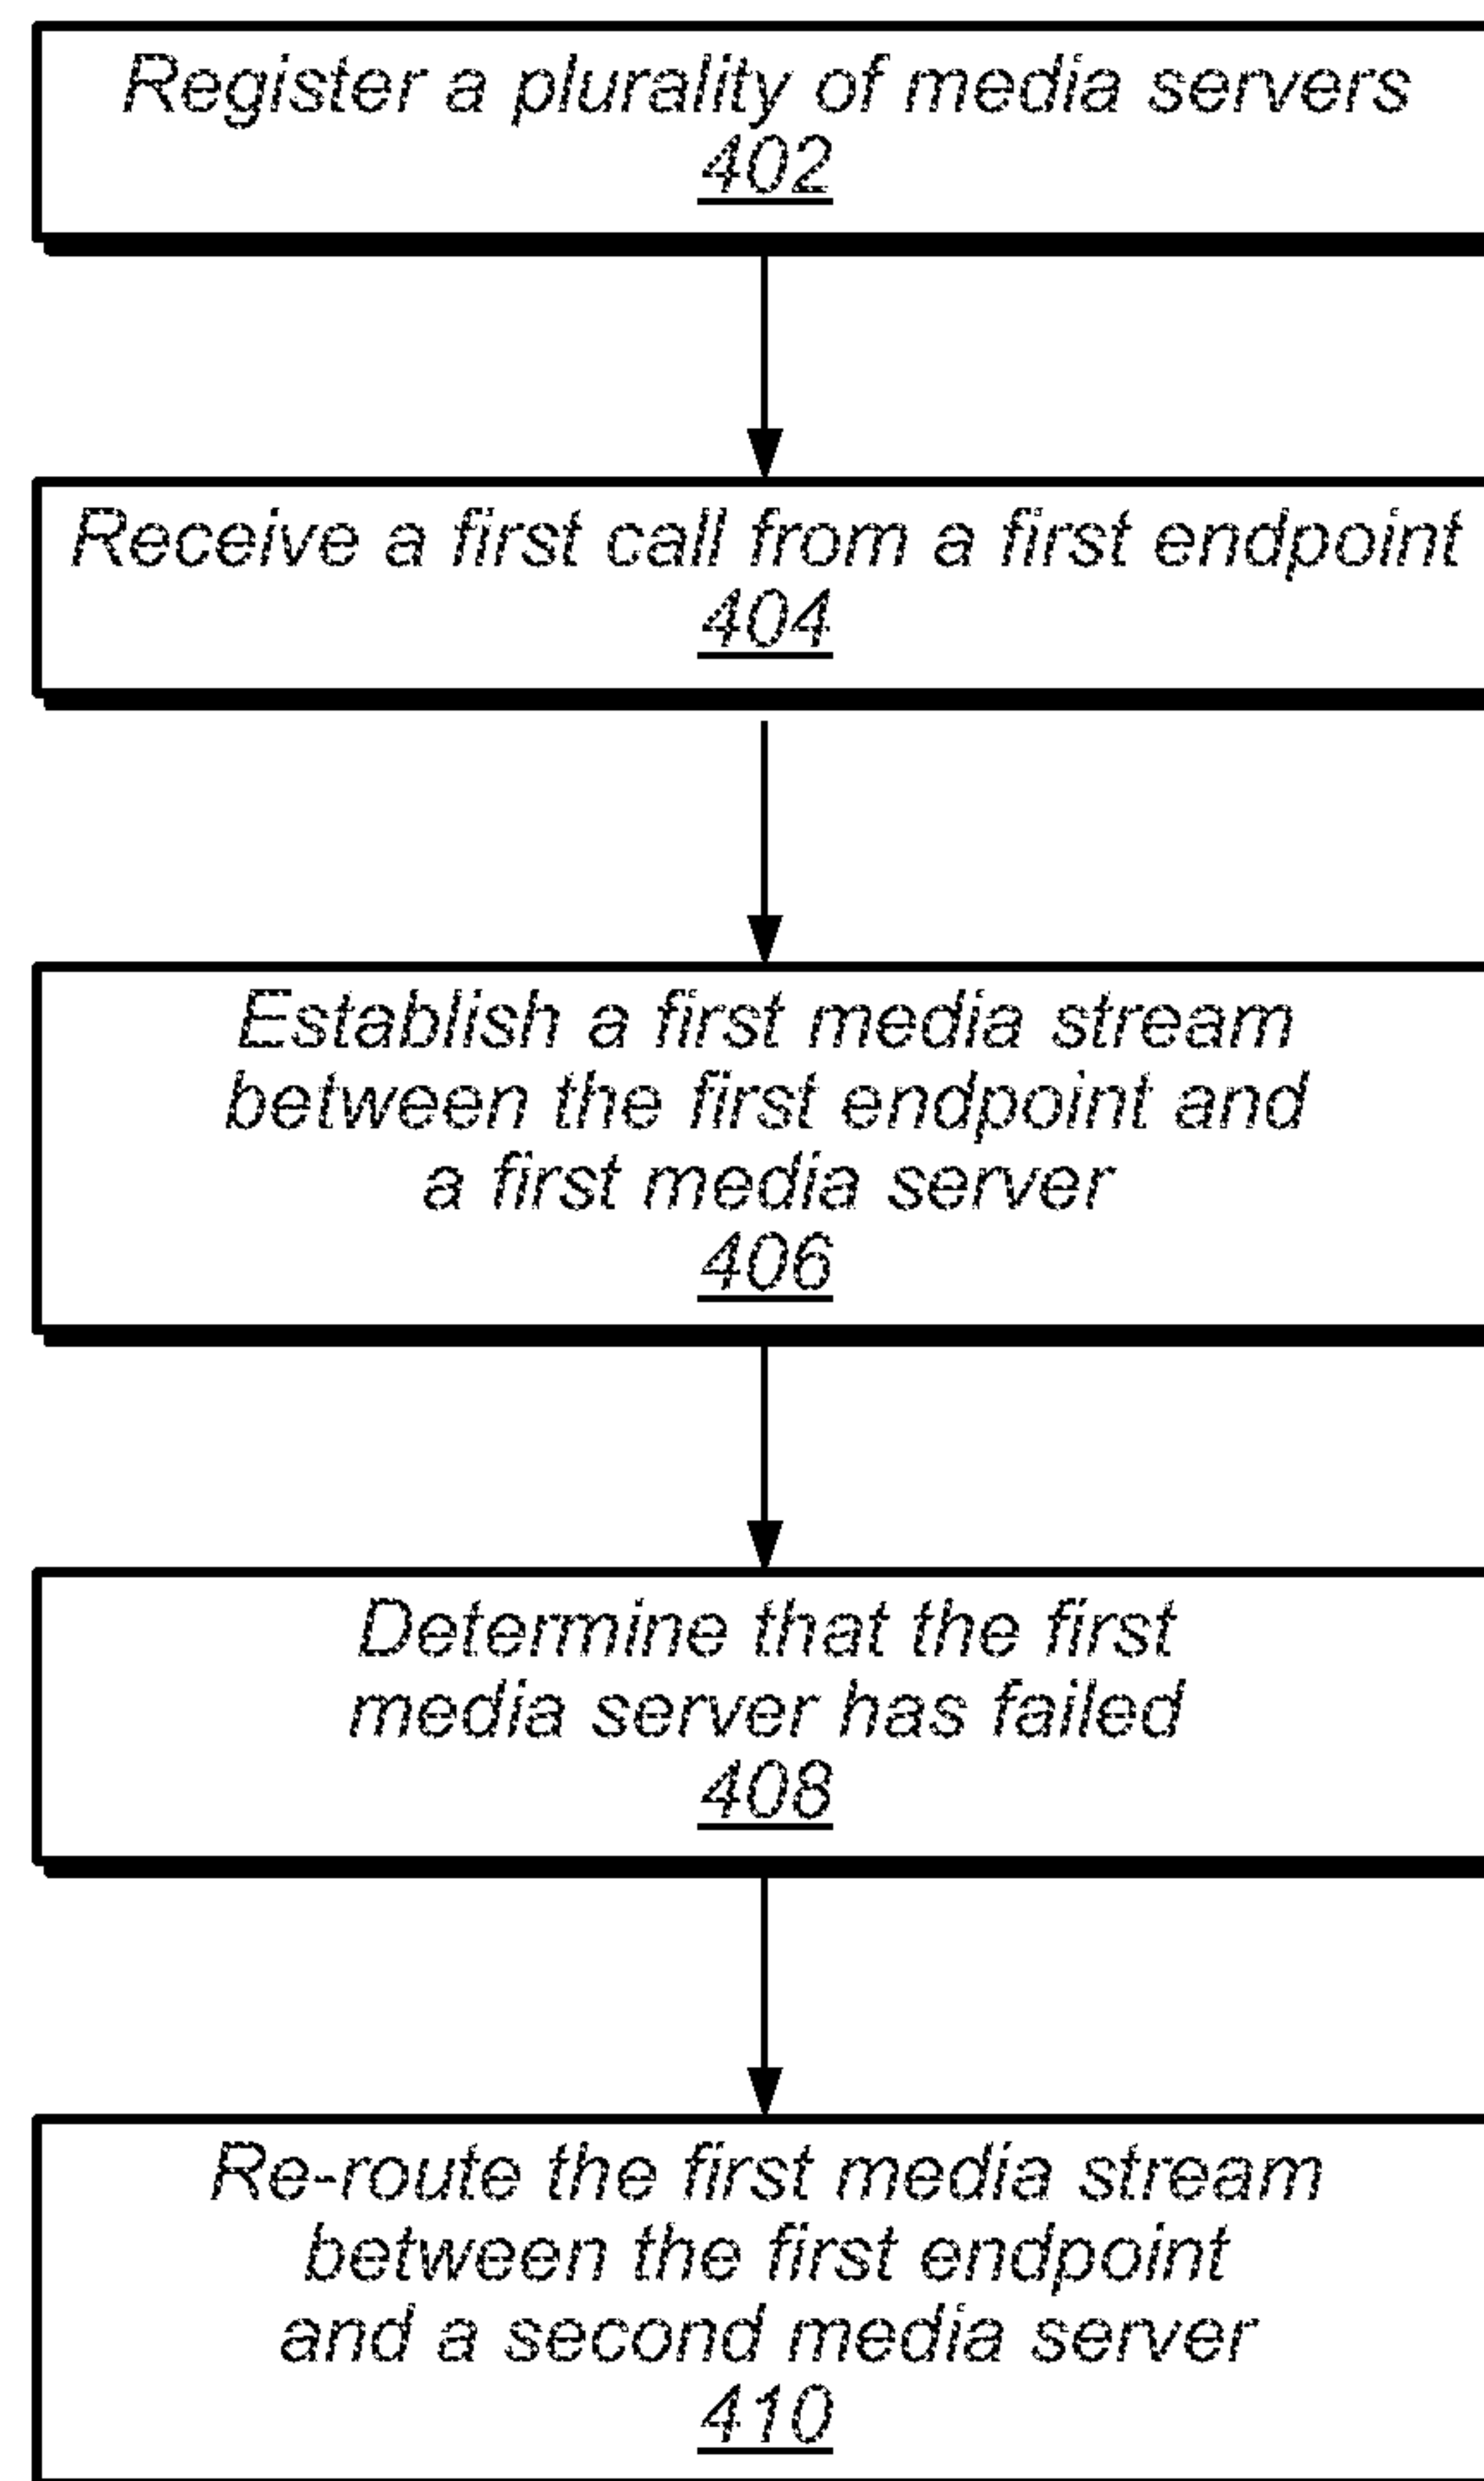 Register a plurality of media servers
402
Receive a first call from a first endpoint
404
Establish a first media stream
between the first endpoint and
a first media server
406
Determine that the first
media server has failed
408
Re-route the first media stream
between the first endpoint
and a second media server
410